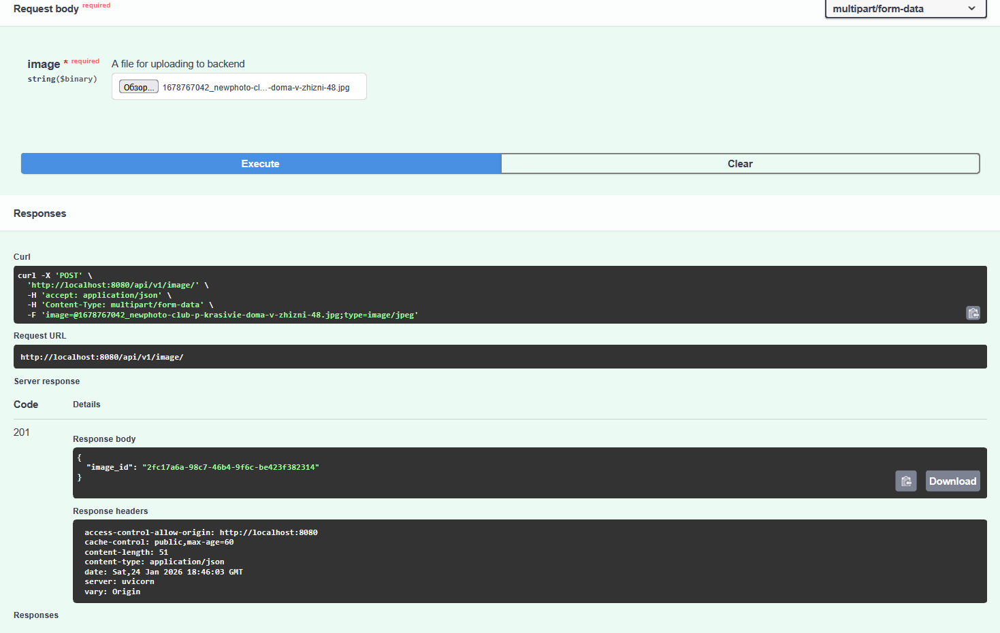 Request body required
multipart/form-data
image * required
string($binary)
A file for uploading to backend
Обзор... 1678767042_newphoto-cl...-doma-v-zhizni-48.jpg
Execute
Clear
Responses
Curl
curl -X 'POST' \
'http://localhost:8080/api/v1/image/' \
-H 'accept: application/json' \
-H 'Content-Type: multipart/form-data' \
-F 'image=@1678767042_newphoto-club-p-krasivie-doma-v-zhizni-48.jpg;type=image/jpeg'
Request URL
http://localhost:8080/api/v1/image/
Server response
Code Details
201
Response body
{
"image_id": "2fc17a6a-98c7-46b4-9f6c-be423f382314"
}
Download
Response headers
access-control-allow-origin: http://localhost:8080
cache-control: public,max-age=60
content-length: 51
content-type: application/json
date: Sat,24 Jan 2026 18:46:03 GMT
server: uvicorn
vary: Origin
Responses